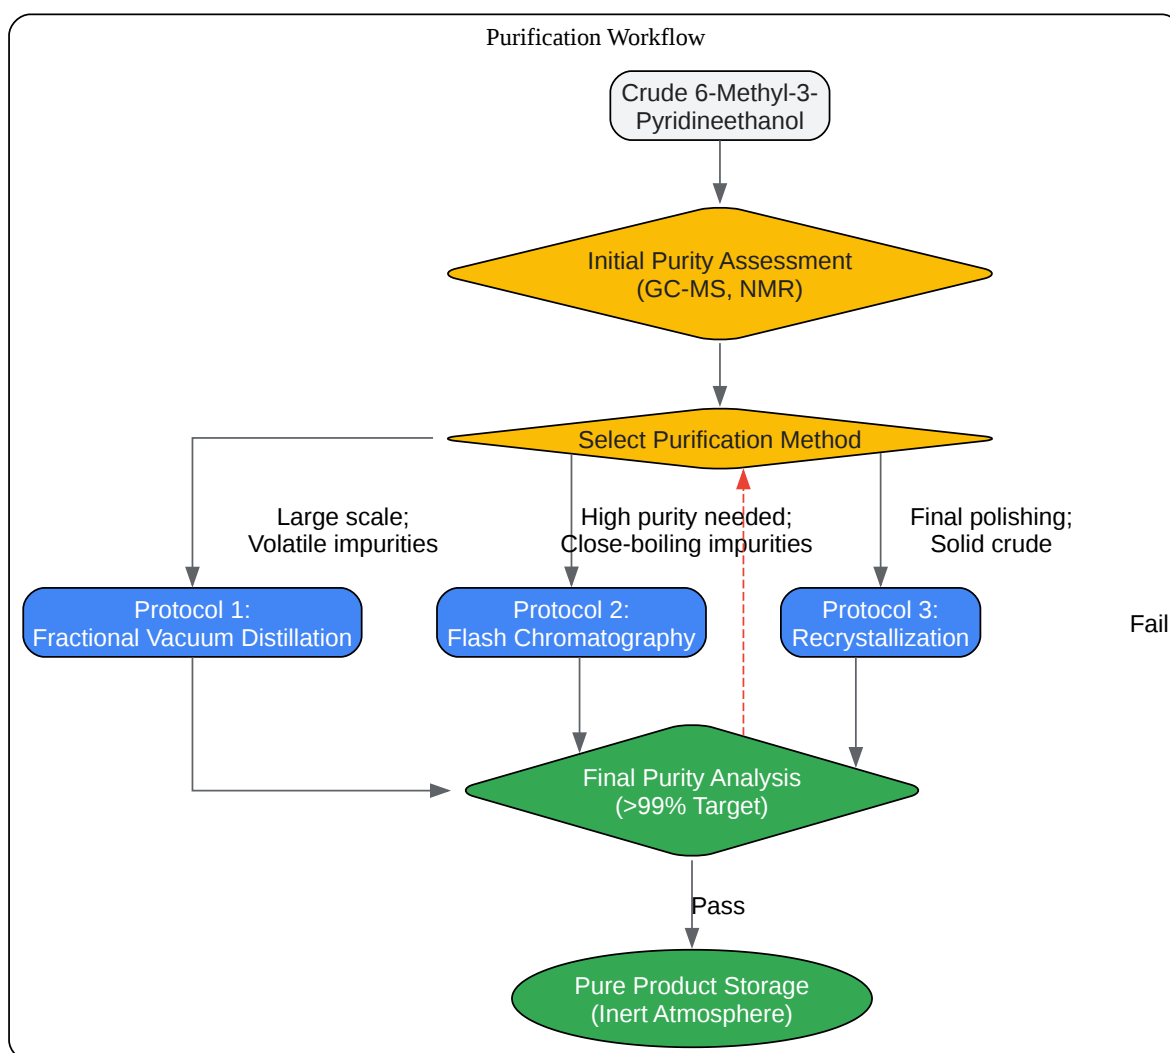 Purification Workflow
Crude 6-Methyl-3-
Pyridineethanol
Initial Purity Assessment
(GC-MS, NMR)
Select Purification Method
Large scale;
Volatile impurities
High purity needed;
Close-boiling impurities
Final polishing;
Solid crude
Protocol 1:
Fractional Vacuum Distillation
Protocol 2:
Flash Chromatography
Protocol 3:
Recrystallization
Fail
Final Purity Analysis
(>99% Target)
Pass
Pure Product Storage
(Inert Atmosphere)